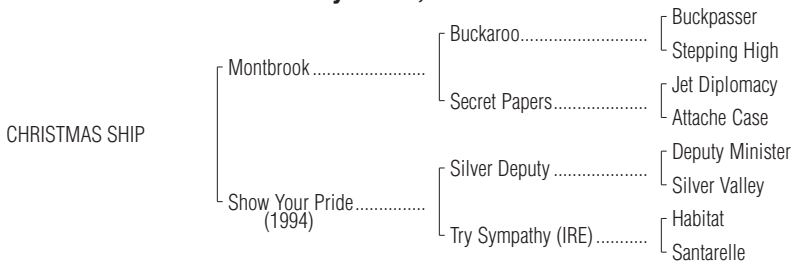 Buckpasser
Buckaroo..............................
Stepping High
Montbrook ..........................
Jet Diplomacy
Secret Papers......................
Attache Case
CHRISTMAS SHIP
Deputy Minister
Silver Deputy ......................
Silver Valley
Show Your Pride................
(1994)
Habitat
Try Sympathy (IRE)............
Santarelle